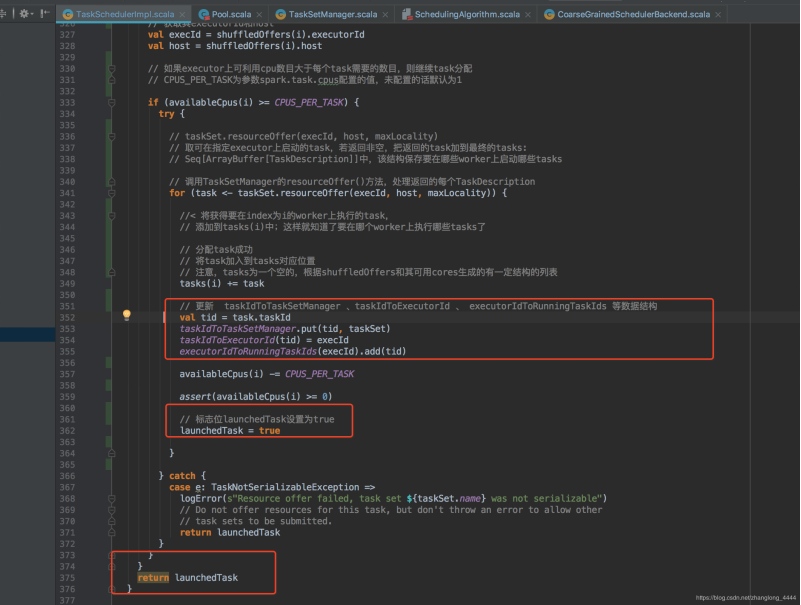 TaskSchedulerImpl.scala × Pool.scala × TaskSetManager.scala × SchedulingAlgorithm.scala × CoarseGrainedSchedulerBackend.scala ×
327 val execId = shuffledOffers(i).executorId
328 val host = shuffledOffers(i).host
329
330 // 如果executor上可利用cpu数目大于每个task需要的数目，则继续task分配
331 // CPUS_PER_TASK为参数spark.task.cpus配置的值，未配置的话默认为1
332
333 if (availableCpus(i) >= CPUS_PER_TASK) {
334 try {
335
336 // taskSet.resourceOffer(execId, host, maxLocality)
337 // 取可在指定executor上启动的task，若返回非空，把返回的task加到最终的tasks:
338 // Seq[ArrayBuffer[TaskDescription]]中，该结构保存要在哪些worker上启动哪些tasks
339
340 // 调用TaskSetManager的resourceOffer()方法，处理返回的每个TaskDescription
341 for (task <- taskSet.resourceOffer(execId, host, maxLocality)) {
342
343 //< 将获得要在index为i的worker上执行的task,
344 // 添加到tasks(i)中；这样就知道了要在哪个worker上执行哪些tasks了
345
346 // 分配task成功
347 // 将task加入到tasks对应位置
348 // 注意，tasks为一个空的，根据shuffledOffers和其可用cores生成的有一定结构的列表
349 tasks(i) += task
350
351 // 更新 taskIdToTaskSetManager 、taskIdToExecutorId 、 executorIdToRunningTaskIds 等数据结构
352 val tid = task.taskId
353 taskIdToTaskSetManager.put(tid, taskSet)
354 taskIdToExecutorId(tid) = execId
355 executorIdToRunningTaskIds(execId).add(tid)
356
357 availableCpus(i) -= CPUS_PER_TASK
358
359 assert(availableCpus(i) >= 0)
360
361 // 标志位launchedTask设置为true
362 launchedTask = true
363
364 }
365
366 } catch {
367 case e: TaskNotSerializableException =>
368 logError(s"Resource offer failed, task set ${taskSet.name} was not serializable")
369 // Do not offer resources for this task, but don't throw an error to allow other
370 // task sets to be submitted.
371 return launchedTask
372 }
373 }
374 }
375 return launchedTask
376 }
377
https://blog.csdn.net/zhanglong_4444